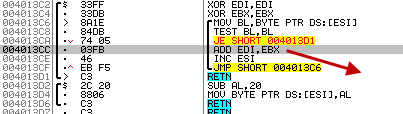 004013C2 $ 33FF XOR EDI,EDI
004013C4 . 33DB XOR EBX,EBX
004013C6 > 8A1E MOV BL,BYTE PTR DS:[ESI]
004013C8 . 84DB TEST BL,BL
004013CA . 74 05 JE SHORT 004013D1
004013CC . 03FB ADD EDI,EBX
004013CE . 46 INC ESI
004013CF .^ EB F5 JMP SHORT 004013C6
004013D1 > C3 RETN
004013D2 $ 2C 20 SUB AL,20
004013D4 . 8806 MOV BYTE PTR DS:[ESI],AL
004013D6 . C3 RETN